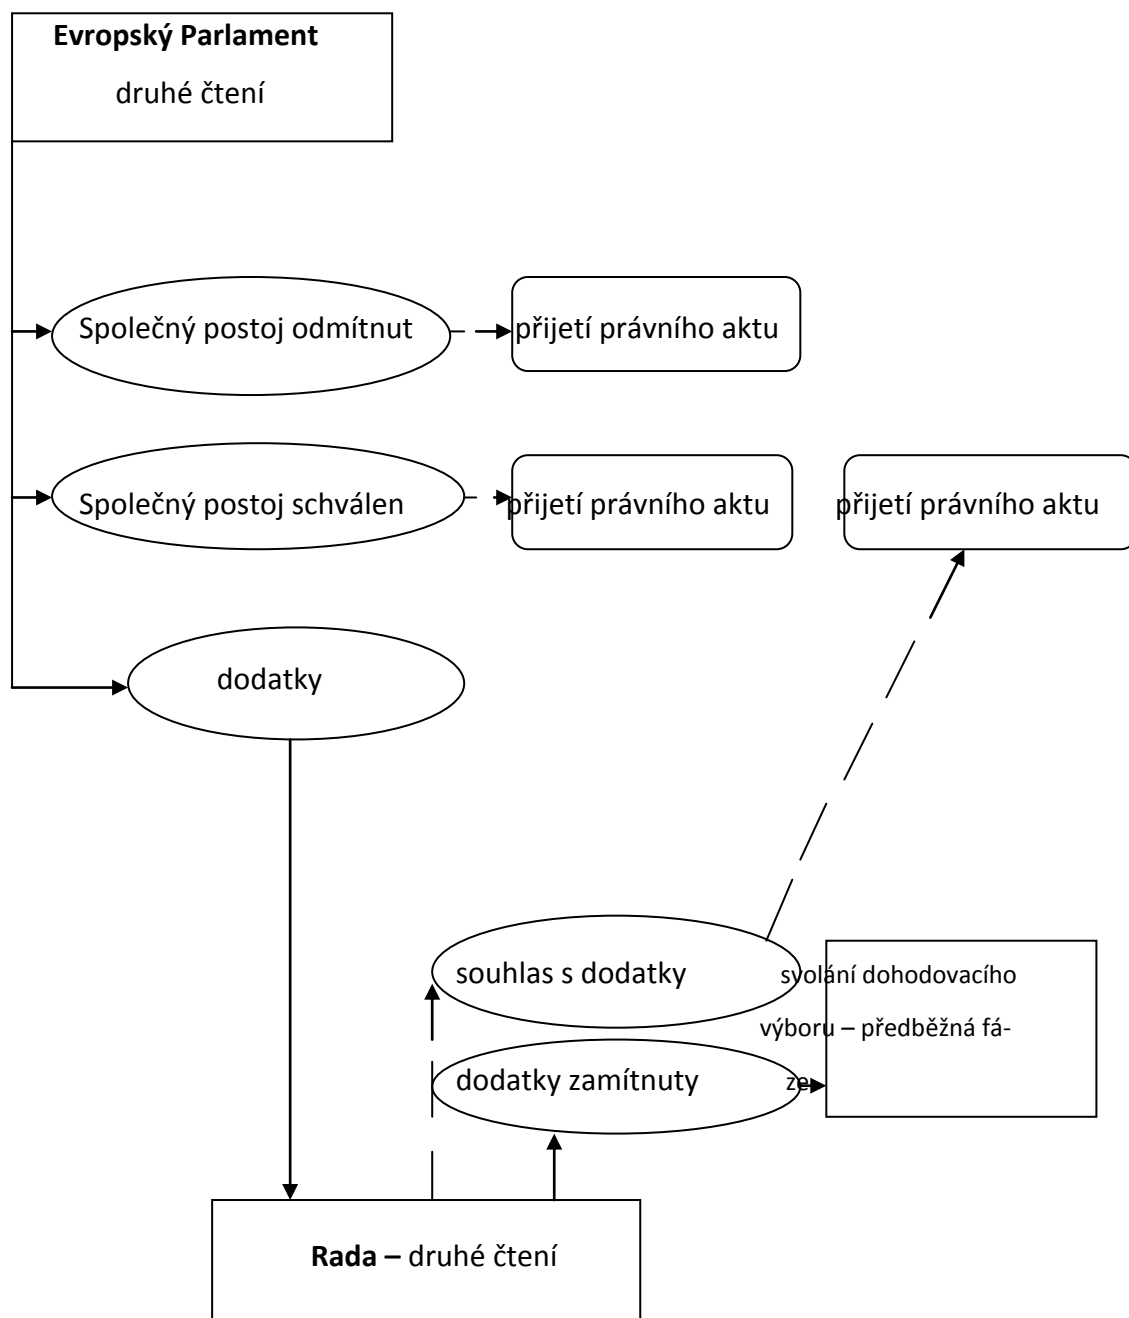 Evropský Parlament
druhé čtení
Společný postoj odmítnut
přijetí právního aktu
Společný postoj schválen
přijetí právního aktu
přijetí právního aktu
dodatky
souhlas s dodatky
svolání dohodovacího
výboru – předběžná fá-
ze
dodatky zamítnuty
Rada – druhé čtení